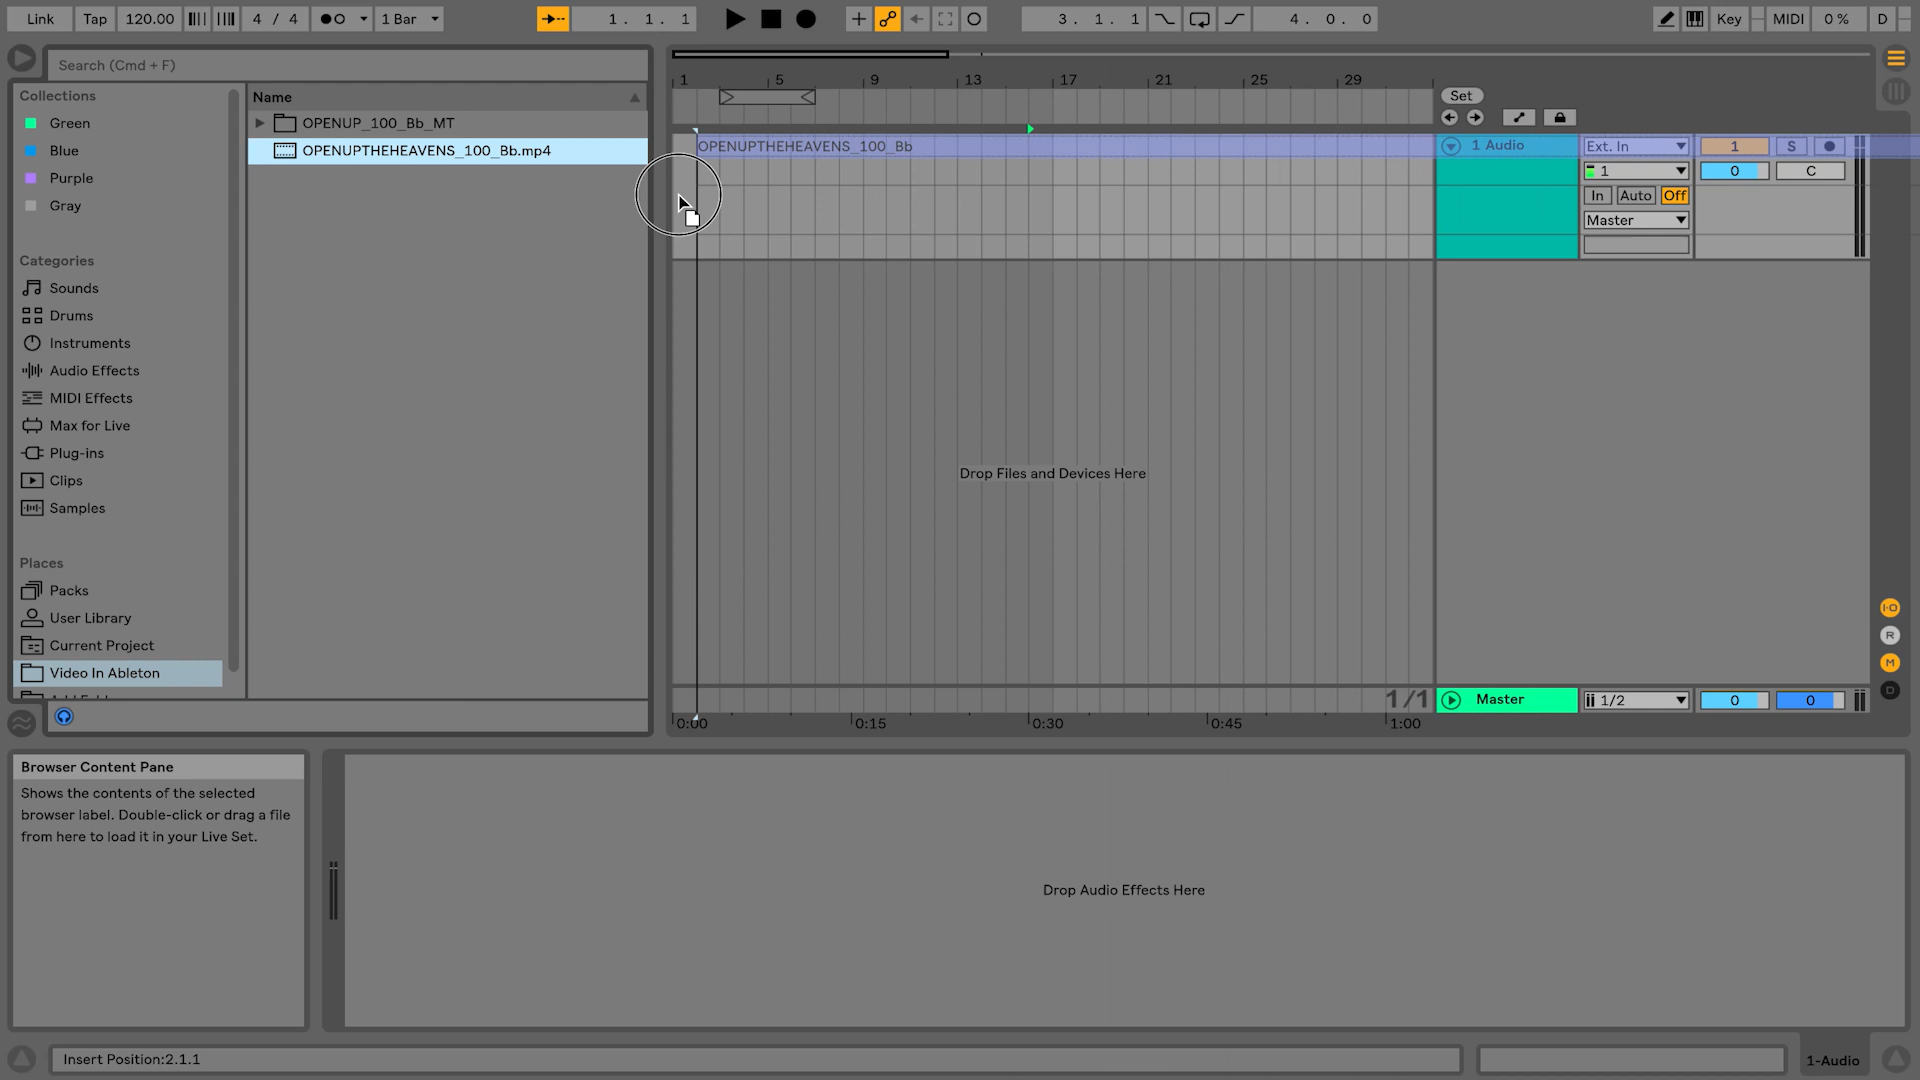 Link Tap 120.00 4 / 4 1 Bar 1. 1. 1 3. 1. 1 4. 0. 0 Key MIDI 0 % D
Search (Cmd + F)
Collections
Green
Blue
Purple
Gray
Categories
Sounds
Drums
Instruments
Audio Effects
MIDI Effects
Max for Live
Plug-ins
Clips
Samples
Places
Packs
User Library
Current Project
Video In Ableton
Name
OPENUP_100_Bb_MT
OPENUPTHEHEAVENS_100_Bb.mp4
1 5 9 13 17 21 25 29
Set
OPENUPTHEHEAVENS_100_Bb
1 Audio Ext. In 1 S
1 0 C
In Auto Off
Master
Drop Files and Devices Here
I·O
R
M
D
1/1 Master 1/2 0 0
0:00 0:15 0:30 0:45 1:00
Browser Content Pane
Shows the contents of the selected
browser label. Double-click or drag a file
from here to load it in your Live Set.
Drop Audio Effects Here
Insert Position:2.1.1
1-Audio